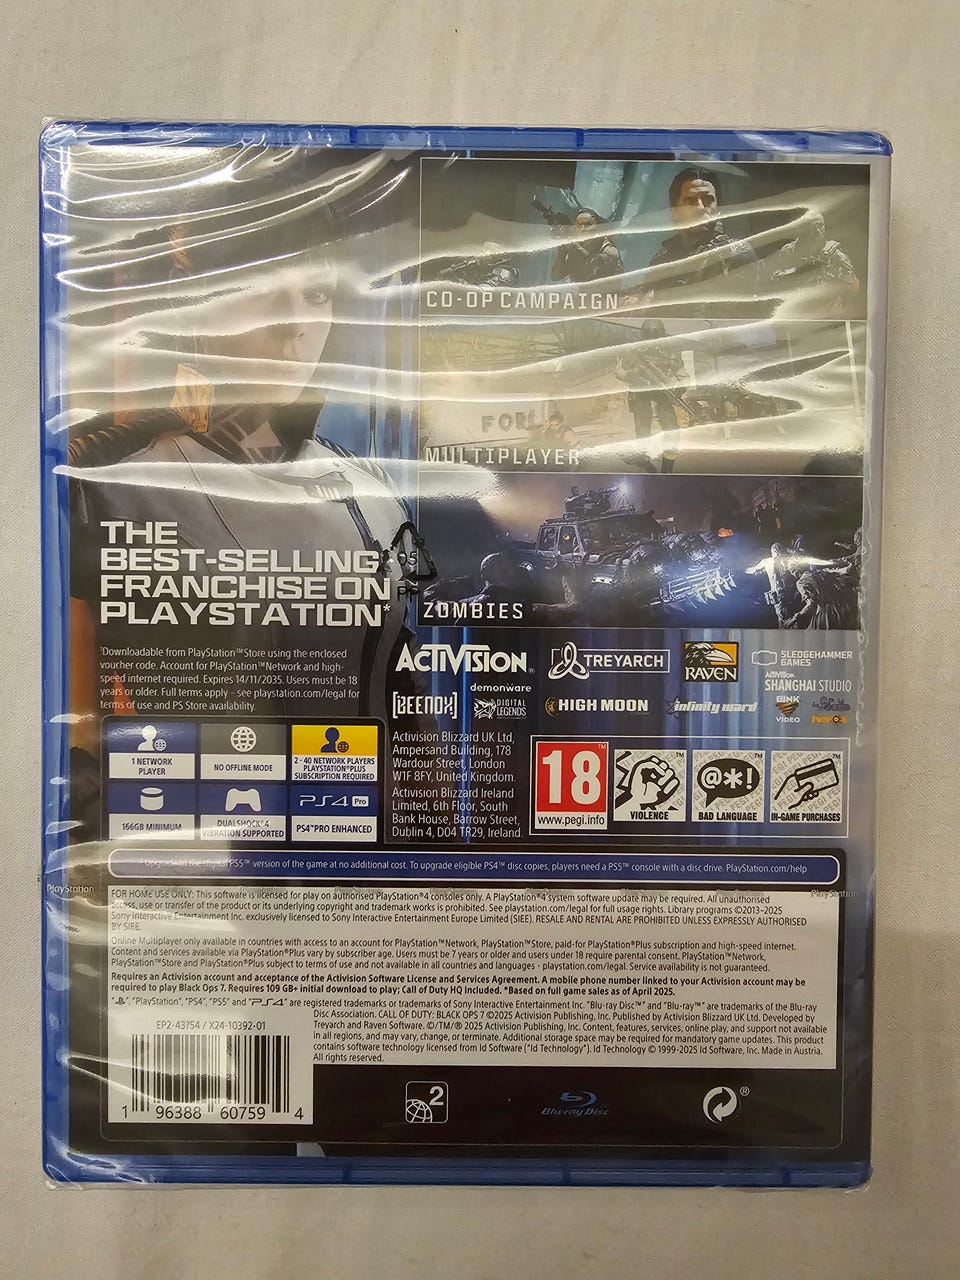 CO-OP CAMPAIGN
FOR
MULTIPLAYER
ZOMBIES
THE
BEST-SELLING
FRANCHISE ON
PLAYSTATION*
05
PP
¹Downloadable from PlayStation™Store using the enclosed
voucher code. Account for PlayStation™Network and high-
speed internet required. Expires 14/11/2035. Users must be 18
years or older. Full terms apply – see playstation.com/legal for
terms of use and PS Store availability.
ACTIVISION®
TREYARCH
RAVEN
SLEDGEHAMMER
GAMES
ACTIVISION
SHANGHAI STUDIO
[BEENOX]
demonware
DIGITAL
LEGENDS
HIGH MOON
infinity ward
BINK
VIDEO
havok
1 NETWORK
PLAYER
NO OFFLINE MODE
2 - 40 NETWORK PLAYERS
PLAYSTATION®PLUS
SUBSCRIPTION REQUIRED
166GB MINIMUM
DUALSHOCK®4
VIBRATION SUPPORTED
PS4 Pro
PS4™PRO ENHANCED
Activision Blizzard UK Ltd,
Ampersand Building, 178
Wardour Street, London
W1F 8FY, United Kingdom.
Activision Blizzard Ireland
Limited, 6th Floor, South
Bank House, Barrow Street,
Dublin 4, D04 TR29, Ireland.
18™
www.pegi.info
VIOLENCE
@*!
BAD LANGUAGE
IN-GAME PURCHASES
Upgrade to the digital PS5™ version of the game at no additional cost. To upgrade eligible PS4™ disc copies, players need a PS5™ console with a disc drive. PlayStation.com/help
PlayStation
PlayStation
FOR HOME USE ONLY: This software is licensed for play on authorised PlayStation®4 consoles only. A PlayStation®4 system software update may be required. All unauthorised
access, use or transfer of the product or its underlying copyright and trademark works is prohibited. See playstation.com/legal for full usage rights. Library programs ©2013–2025
Sony Interactive Entertainment Inc. exclusively licensed to Sony Interactive Entertainment Europe Limited (SIEE). RESALE AND RENTAL ARE PROHIBITED UNLESS EXPRESSLY AUTHORISED
BY SIEE.
Online Multiplayer only available in countries with access to an account for PlayStation™Network, PlayStation™Store, paid-for PlayStation®Plus subscription and high-speed internet.
Content and services available via PlayStation®Plus vary by subscriber age. Users must be 7 years or older and users under 18 require parental consent. PlayStation™Network,
PlayStation™Store and PlayStation®Plus subject to terms of use and not available in all countries and languages - playstation.com/legal. Service availability is not guaranteed.
Requires an Activision account and acceptance of the Activision Software License and Services Agreement. A mobile phone number linked to your Activision account may be
required to play Black Ops 7. Requires 109 GB+ initial download to play; Call of Duty HQ included. *Based on full game sales as of April 2025.
"PlayStation", "PS4", "PS5" and "PS4" are registered trademarks or trademarks of Sony Interactive Entertainment Inc. "Blu-ray Disc™" and "Blu-ray™" are trademarks of the Blu-ray
Disc Association. CALL OF DUTY: BLACK OPS 7 ©2025 Activision Publishing, Inc. Published by Activision Blizzard UK Ltd. Developed by
Treyarch and Raven Software. ©/TM/® 2025 Activision Publishing, Inc. Content, features, services, online play, and support not available
in all regions, and may vary, change, or terminate. Additional storage space may be required for mandatory game updates. This product
contains software technology licensed from Id Software ("Id Technology"). Id Technology © 1999-2025 Id Software, Inc. Made in Austria.
All rights reserved.
EP2-43754 / X24-10392-01
1 96388 60759 4
2
Blu-ray Disc
®